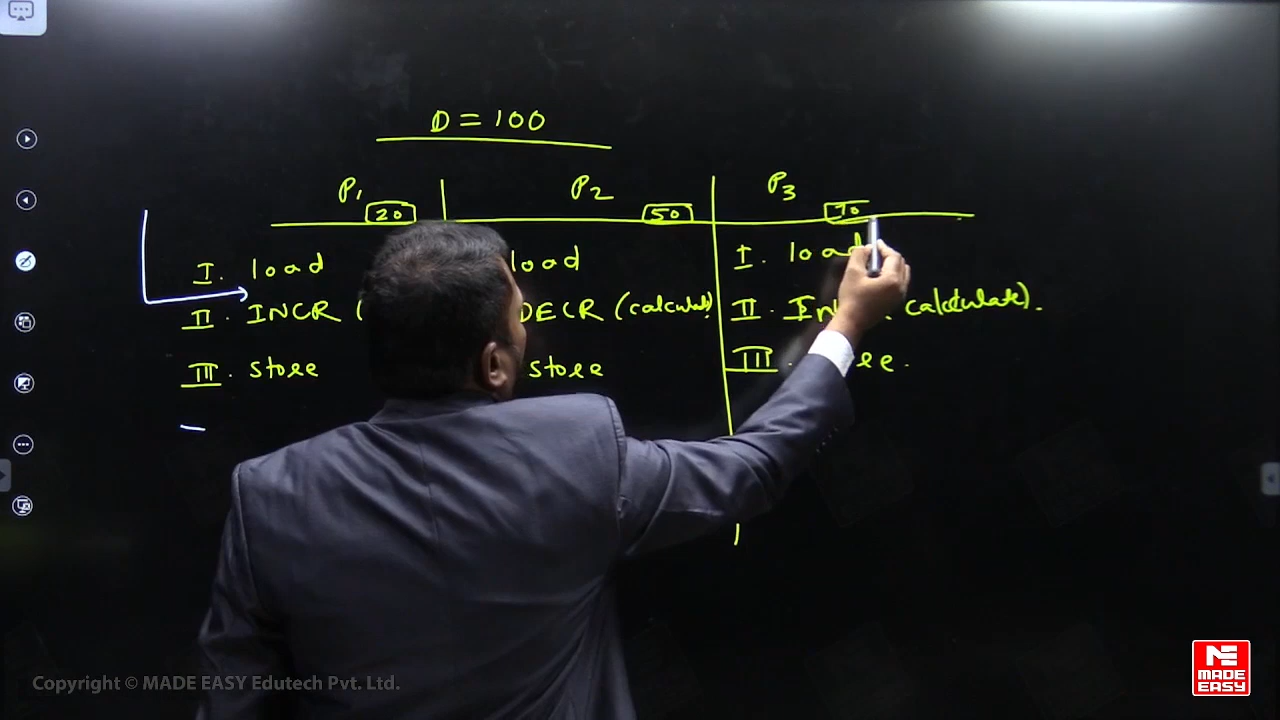 D = 100
P1 20 P2 50 P3
I. load load I. load
II. INCR ( DECR (calculate) II. calculate).
III. store store III.
Copyright © MADE EASY Edutech Pvt. Ltd.
ME
MADE
EASY